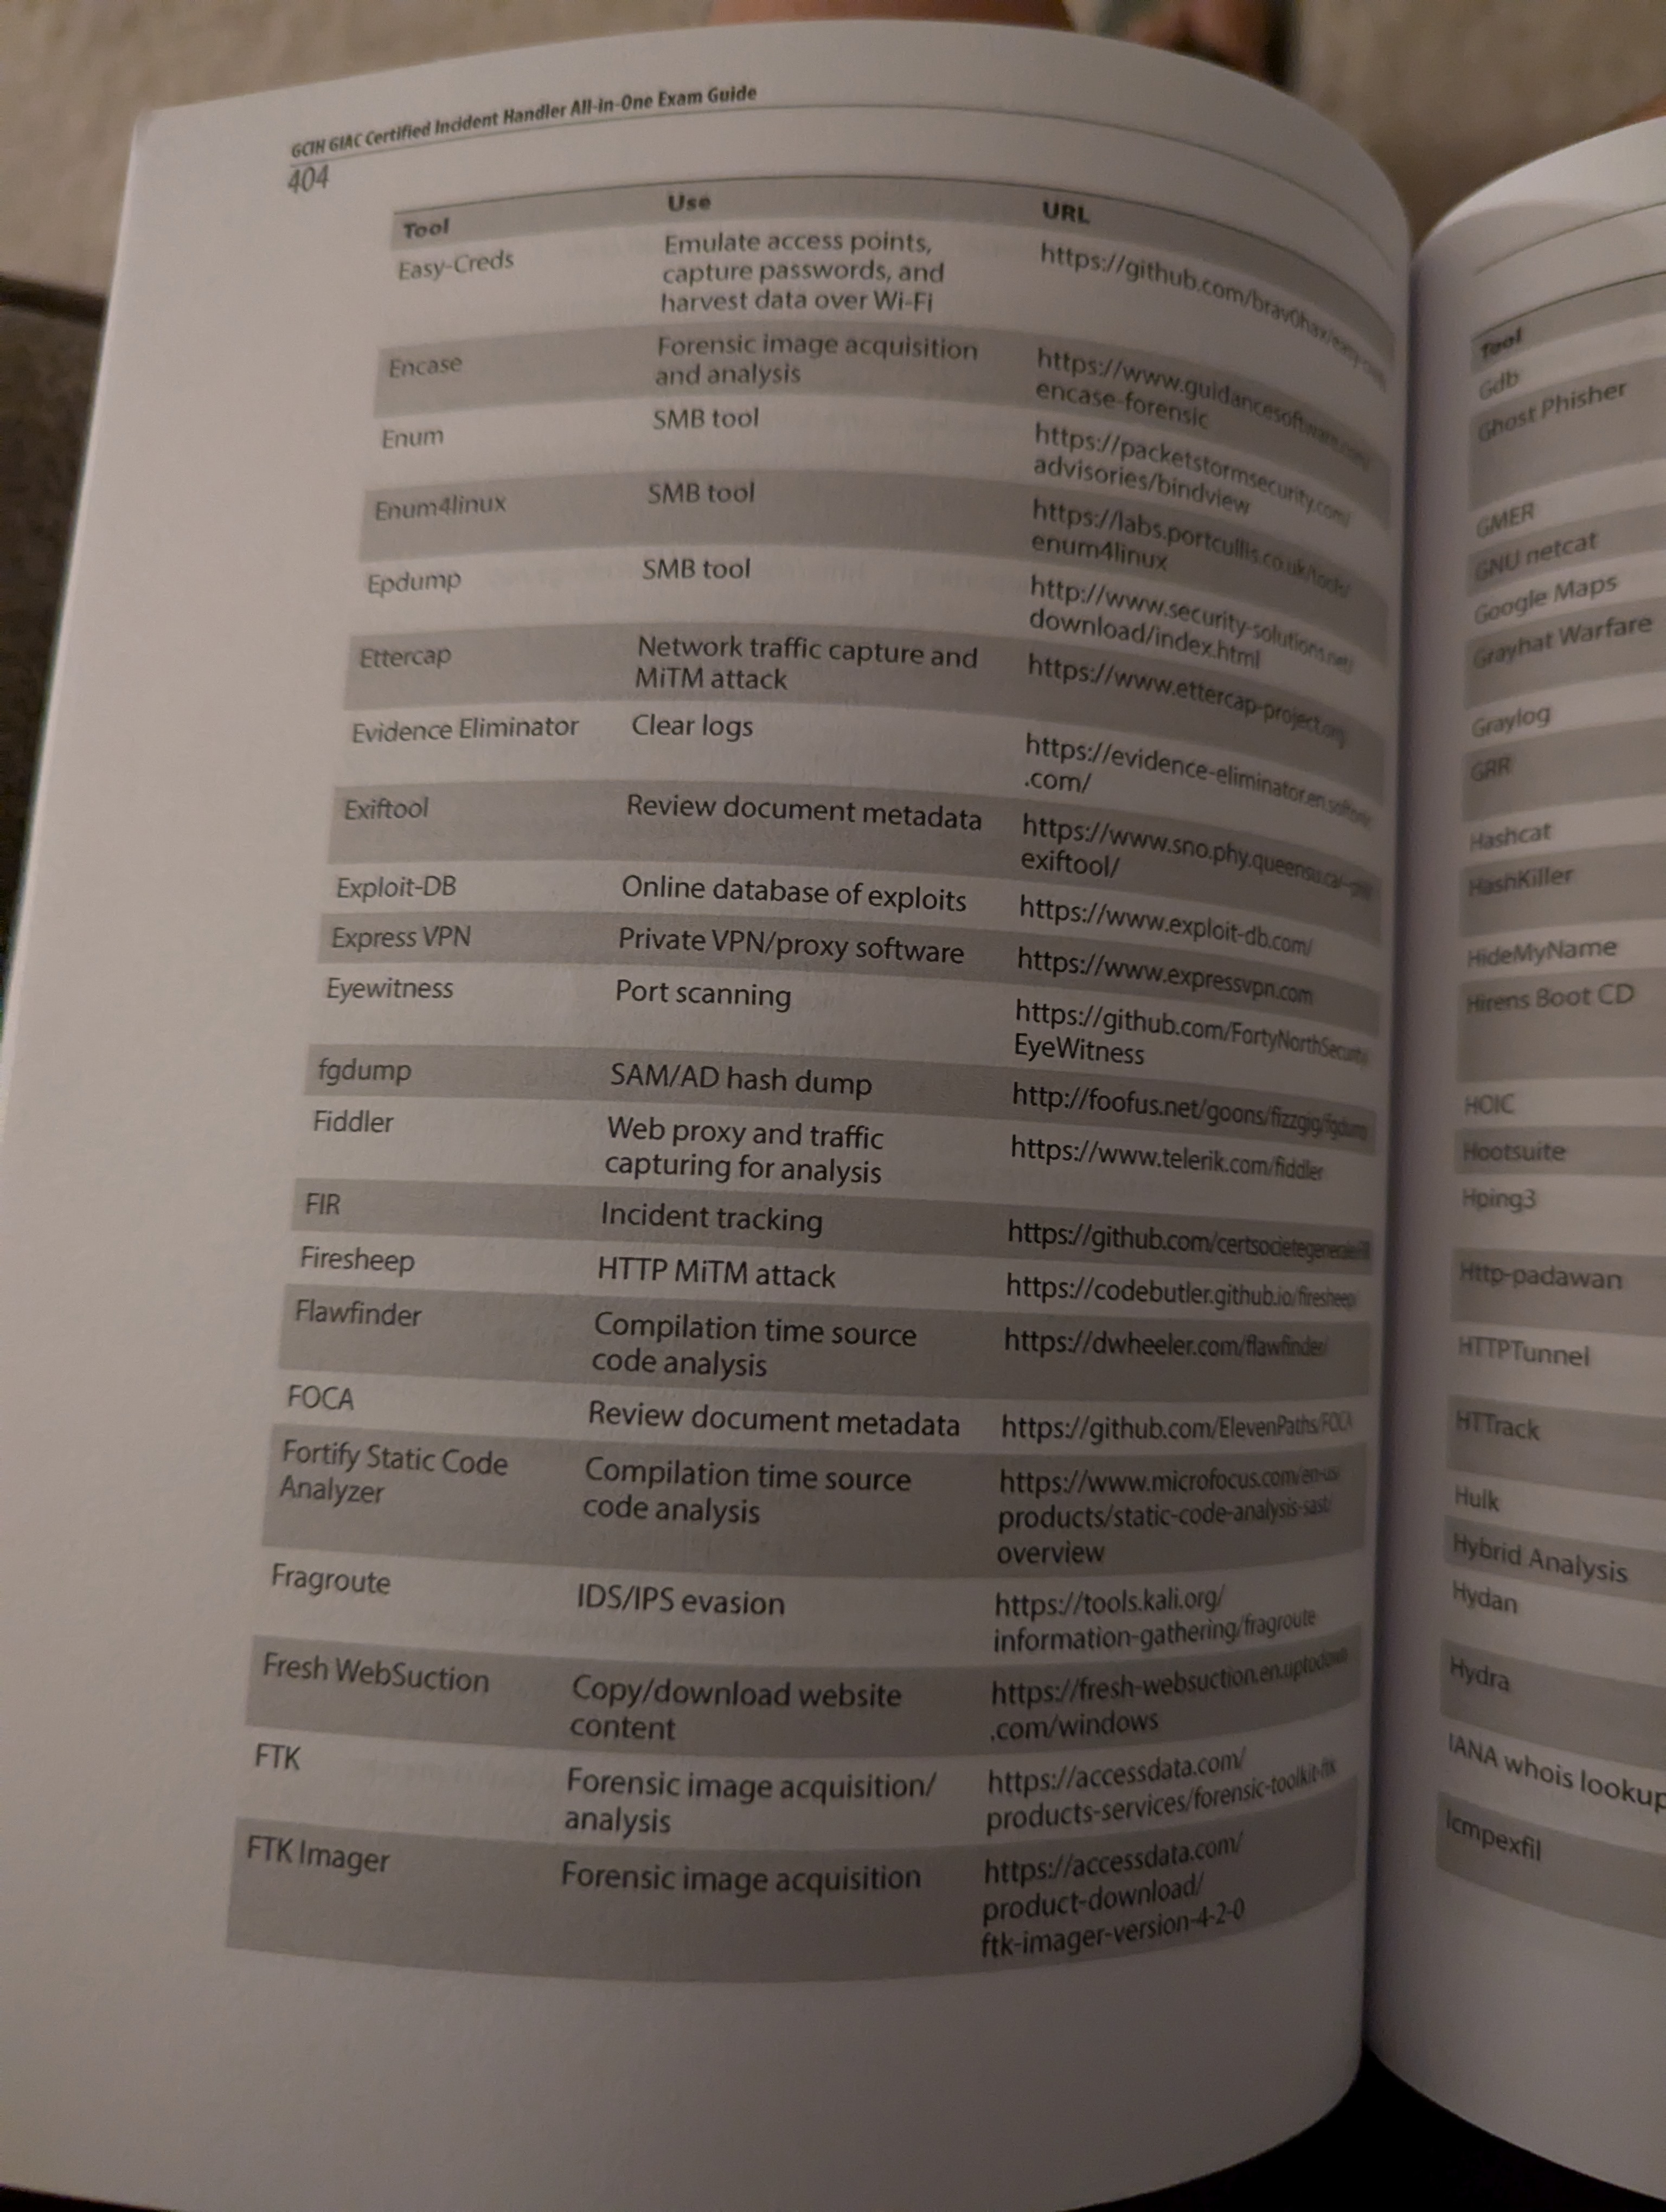 GCIH GIAC Certified Incident Handler All-in-One Exam Guide
404
Tool Use URL
Easy-Creds Emulate access points, https://github.com/brav0hax/easy-creds
capture passwords, and
harvest data over Wi-Fi
Encase Forensic image acquisition https://www.guidancesoftware.com/
and analysis encase-forensic
Enum SMB tool https://packetstormsecurity.com/
advisories/bindview
Enum4linux SMB tool https://labs.portcullis.co.uk/tools/
enum4linux
Epdump SMB tool http://www.security-solutions.net/
download/index.html
Ettercap Network traffic capture and https://www.ettercap-project.org
MiTM attack
Evidence Eliminator Clear logs https://evidence-eliminator.en.softonic
.com/
Exiftool Review document metadata https://www.sno.phy.queensu.ca/~phil/
exiftool/
Exploit-DB Online database of exploits https://www.exploit-db.com/
Express VPN Private VPN/proxy software https://www.expressvpn.com
Eyewitness Port scanning https://github.com/FortyNorthSecurity/
EyeWitness
fgdump SAM/AD hash dump http://foofus.net/goons/fizzgig/fgdump
Fiddler Web proxy and traffic https://www.telerik.com/fiddler
capturing for analysis
FIR Incident tracking https://github.com/certsocietegenerale/FIR
Firesheep HTTP MiTM attack https://codebutler.github.io/firesheep/
Flawfinder Compilation time source https://dwheeler.com/flawfinder/
code analysis
FOCA Review document metadata https://github.com/ElevenPaths/FOCA
Fortify Static Code Compilation time source https://www.microfocus.com/en-us/
Analyzer code analysis products/static-code-analysis-sast/
overview
Fragroute IDS/IPS evasion https://tools.kali.org/
information-gathering/fragroute
Fresh WebSuction Copy/download website https://fresh-websuction.en.uptodown
content .com/windows
FTK Forensic image acquisition/ https://accessdata.com/
analysis products-services/forensic-toolkit-ftk
FTK Imager Forensic image acquisition https://accessdata.com/
product-download/
ftk-imager-version-4-2-0
Tool
Gdb
Ghost Phisher
GMER
GNU netcat
Google Maps
Grayhat Warfare
Graylog
GRR
Hashcat
HashKiller
HideMyName
Hirens Boot CD
HOIC
Hootsuite
Hping3
Http-padawan
HTTPTunnel
HTTrack
Hulk
Hybrid Analysis
Hydan
Hydra
IANA whois lookup
Icmpexfil